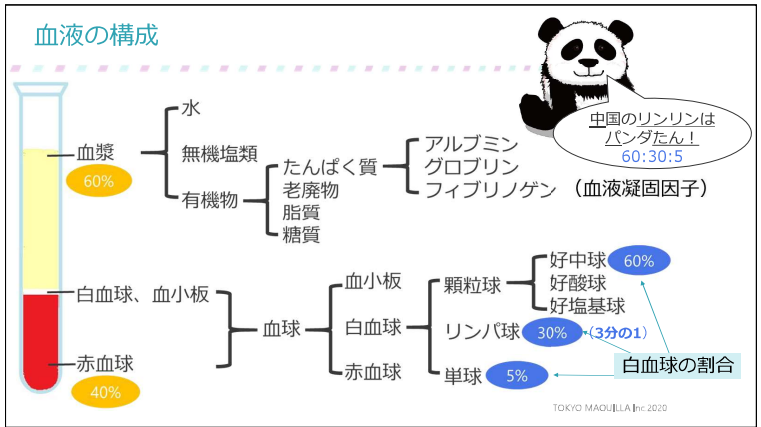 血液の構成
中国のリンリンは
パンダたん！
60:30:5
水
血漿
60%
無機塩類
有機物
たんぱく質
老廃物
脂質
糖質
アルブミン
グロブリン
フィブリノゲン（血液凝固因子）
白血球、血小板
赤血球
40%
血球
血小板
白血球
赤血球
顆粒球
リンパ球
30%
（3分の1）
単球
5%
好中球
60%
好酸球
好塩基球
白血球の割合
TOKYO MAOUILLA Inc.2020